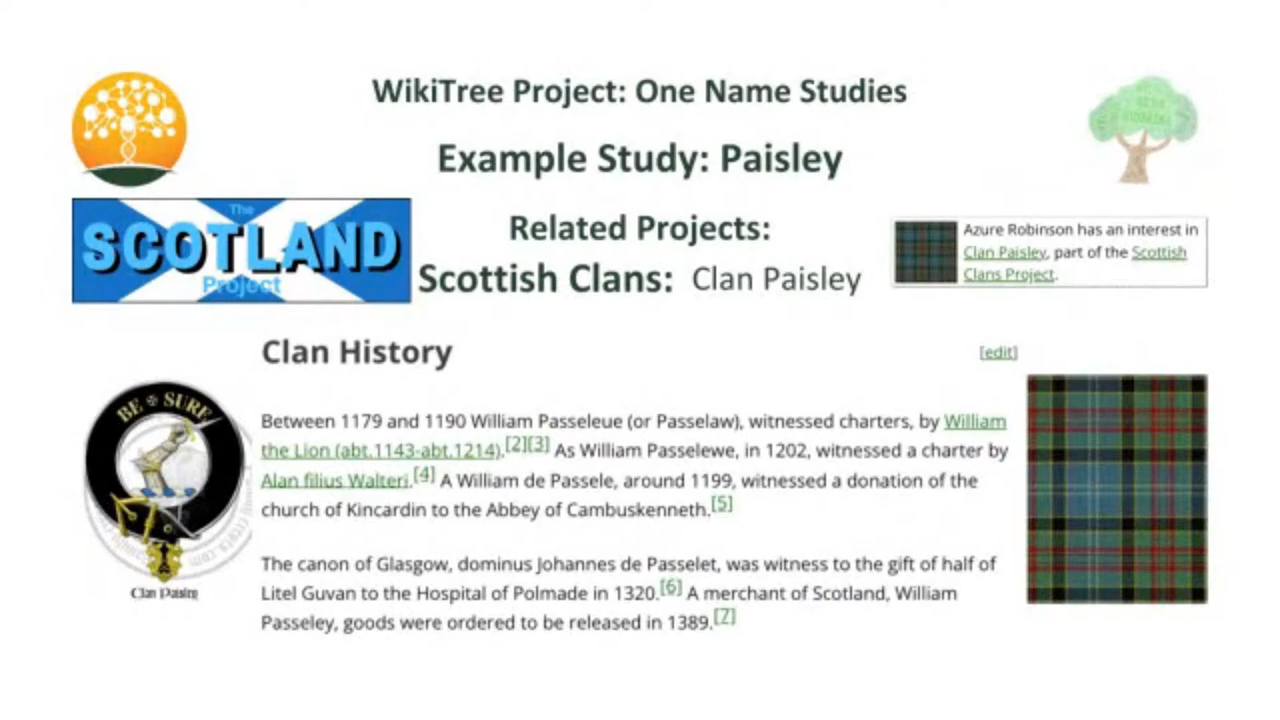 WikiTree Project: One Name Studies
Example Study: Paisley
The
SCOTLAND
Project
Related Projects:
Scottish Clans: Clan Paisley
Azure Robinson has an interest in
Clan Paisley, part of the Scottish
Clans Project.
Clan History
[edit]
BE SURE
Clan Paisley
Between 1179 and 1190 William Passeleue (or Passelaw), witnessed charters, by William
the Lion (abt.1143-abt.1214).[2][3] As William Passelewe, in 1202, witnessed a charter by
Alan filius Walteri.[4] A William de Passele, around 1199, witnessed a donation of the
church of Kincardin to the Abbey of Cambuskenneth.[5]
The canon of Glasgow, dominus Johannes de Passelet, was witness to the gift of half of
Litel Guvan to the Hospital of Polmade in 1320.[6] A merchant of Scotland, William
Passeley, goods were ordered to be released in 1389.[7]